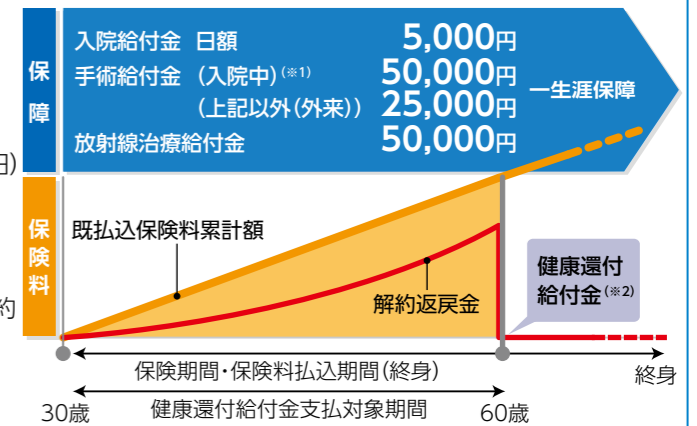 保障
入院給付金 日額 5,000円
手術給付金 (入院中)(※1) 50,000円
(上記以外(外来)) 25,000円
放射線治療給付金 50,000円
一生涯保障
円)
保険料
既払込保険料累計額
約
解約返戻金
健康還付
給付金(※2)
保険期間・保険料払込期間(終身)
終身
30歳
健康還付給付金支払対象期間
60歳